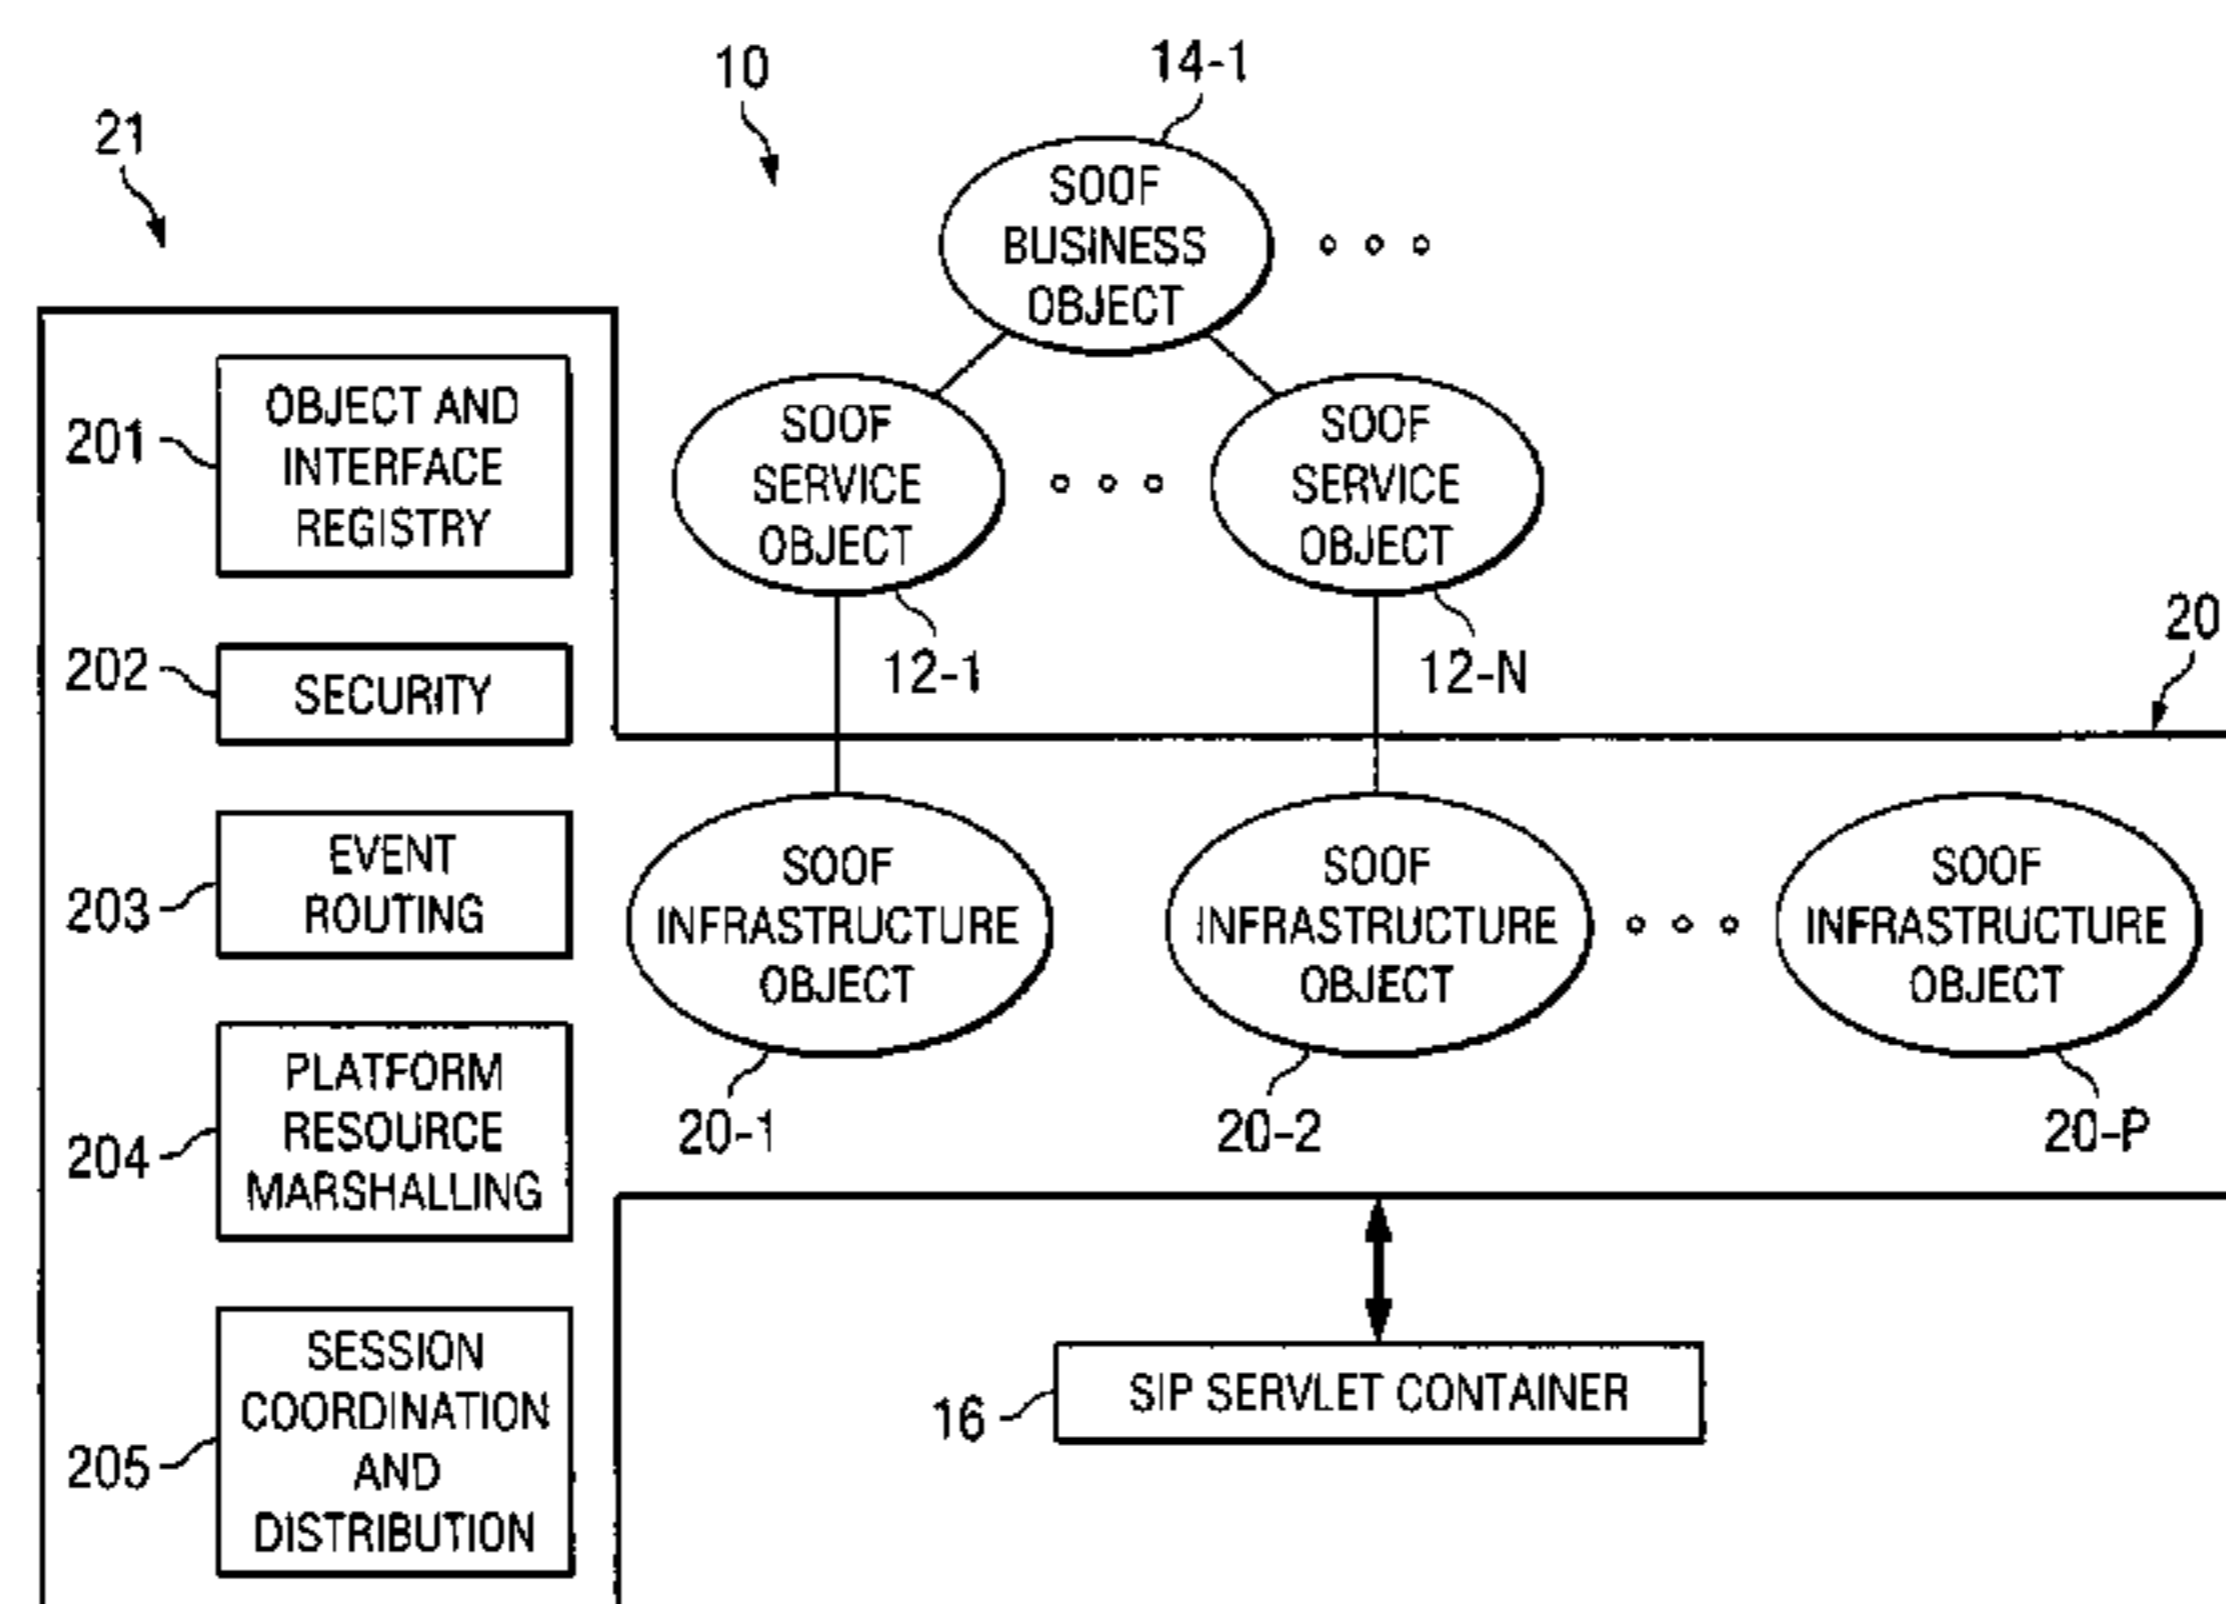 10
14-1
21
SOOF
BUSINESS
OBJECT
201
OBJECT AND
INTERFACE
REGISTRY
SOOF
SERVICE
OBJECT
SOOF
SERVICE
OBJECT
12-1
12-N
20
202
SECURITY
203
EVENT
ROUTING
SOOF
INFRASTRUCTURE
OBJECT
SOOF
INFRASTRUCTURE
OBJECT
SOOF
INFRASTRUCTURE
OBJECT
20-1
20-2
20-P
204
PLATFORM
RESOURCE
MARSHALLING
205
SESSION
COORDINATION
AND
DISTRIBUTION
16
SIP SERVLET CONTAINER